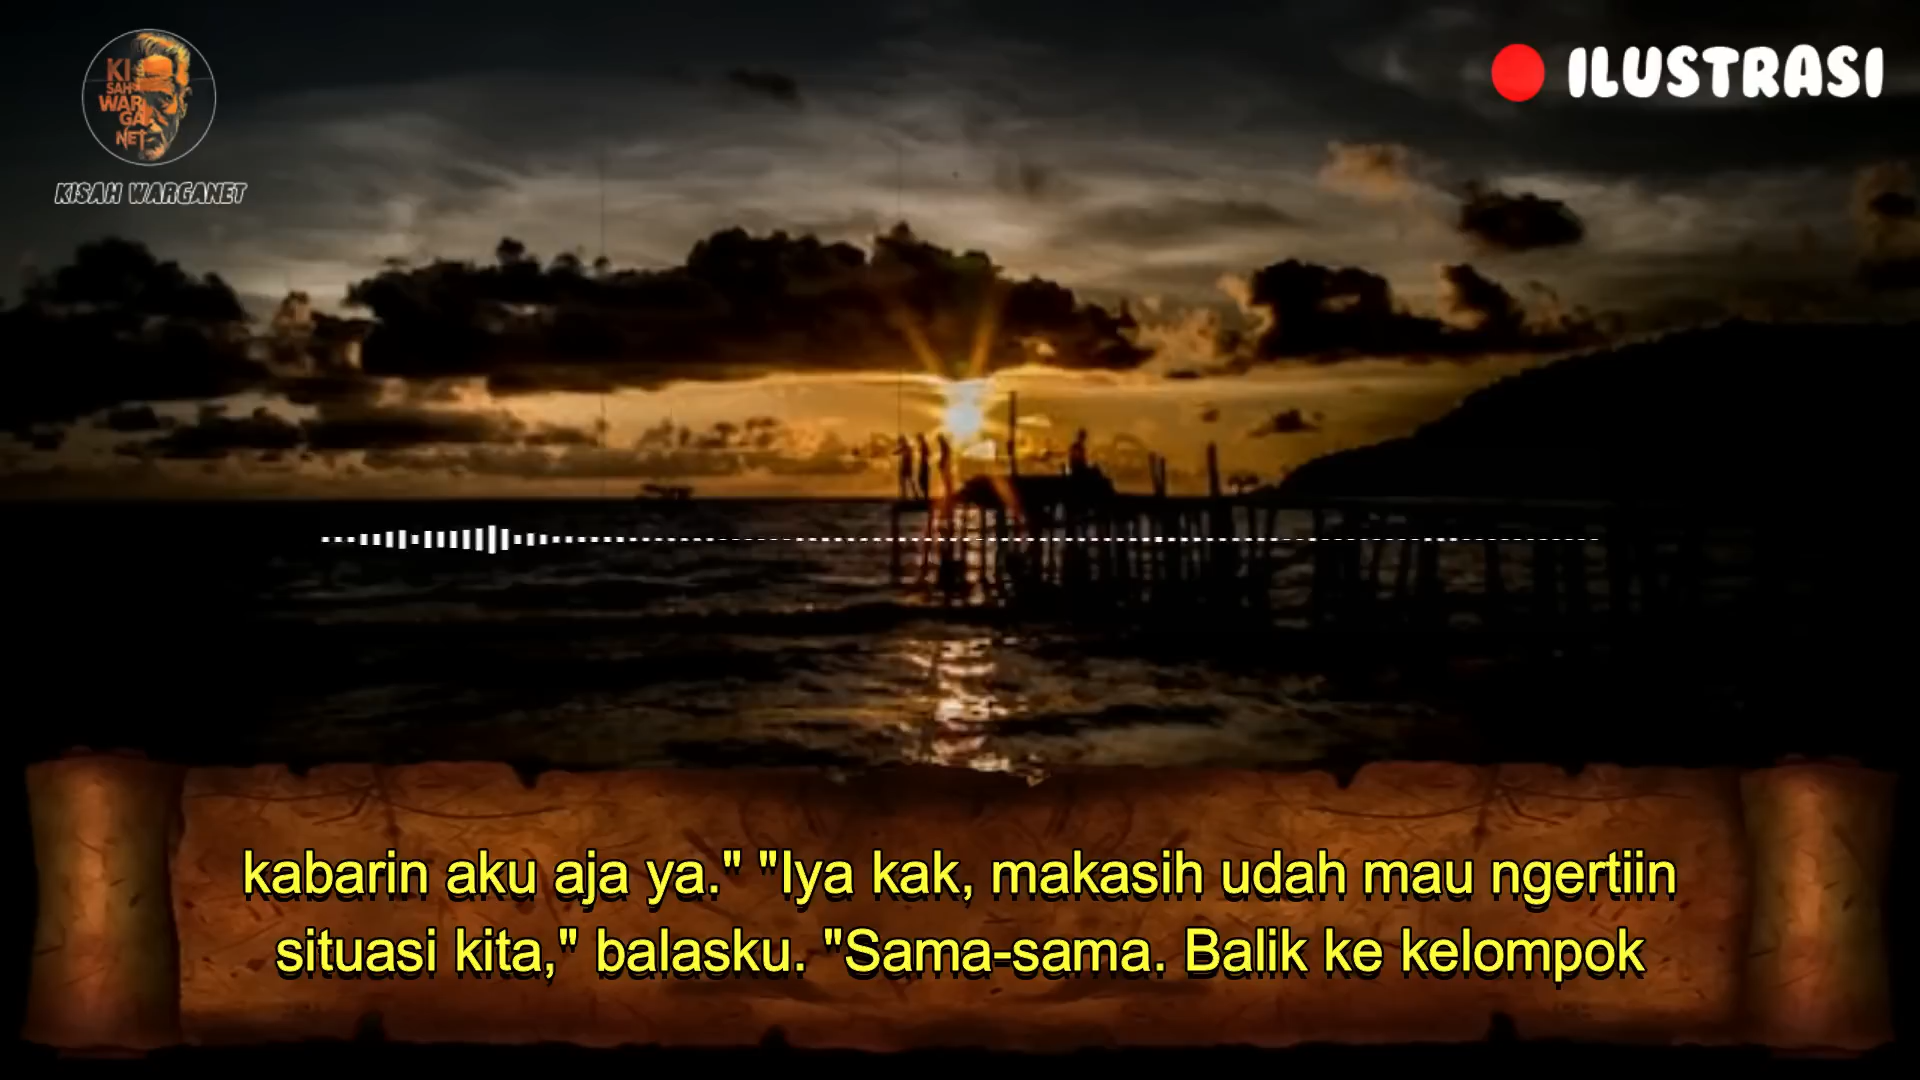 KI
SAH
WAR
GA
NET
KISAH WARGANET
ILUSTRASI
kabarin aku aja ya." "Iya kak, makasih udah mau ngertiin
situasi kita," balasku. "Sama-sama. Balik ke kelompok